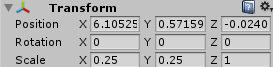 Transform
Position X 6.10525 Y 0.57159 Z -0.0240
Rotation X 0 Y 0 Z 0
Scale X 0.25 Y 0.25 Z 1